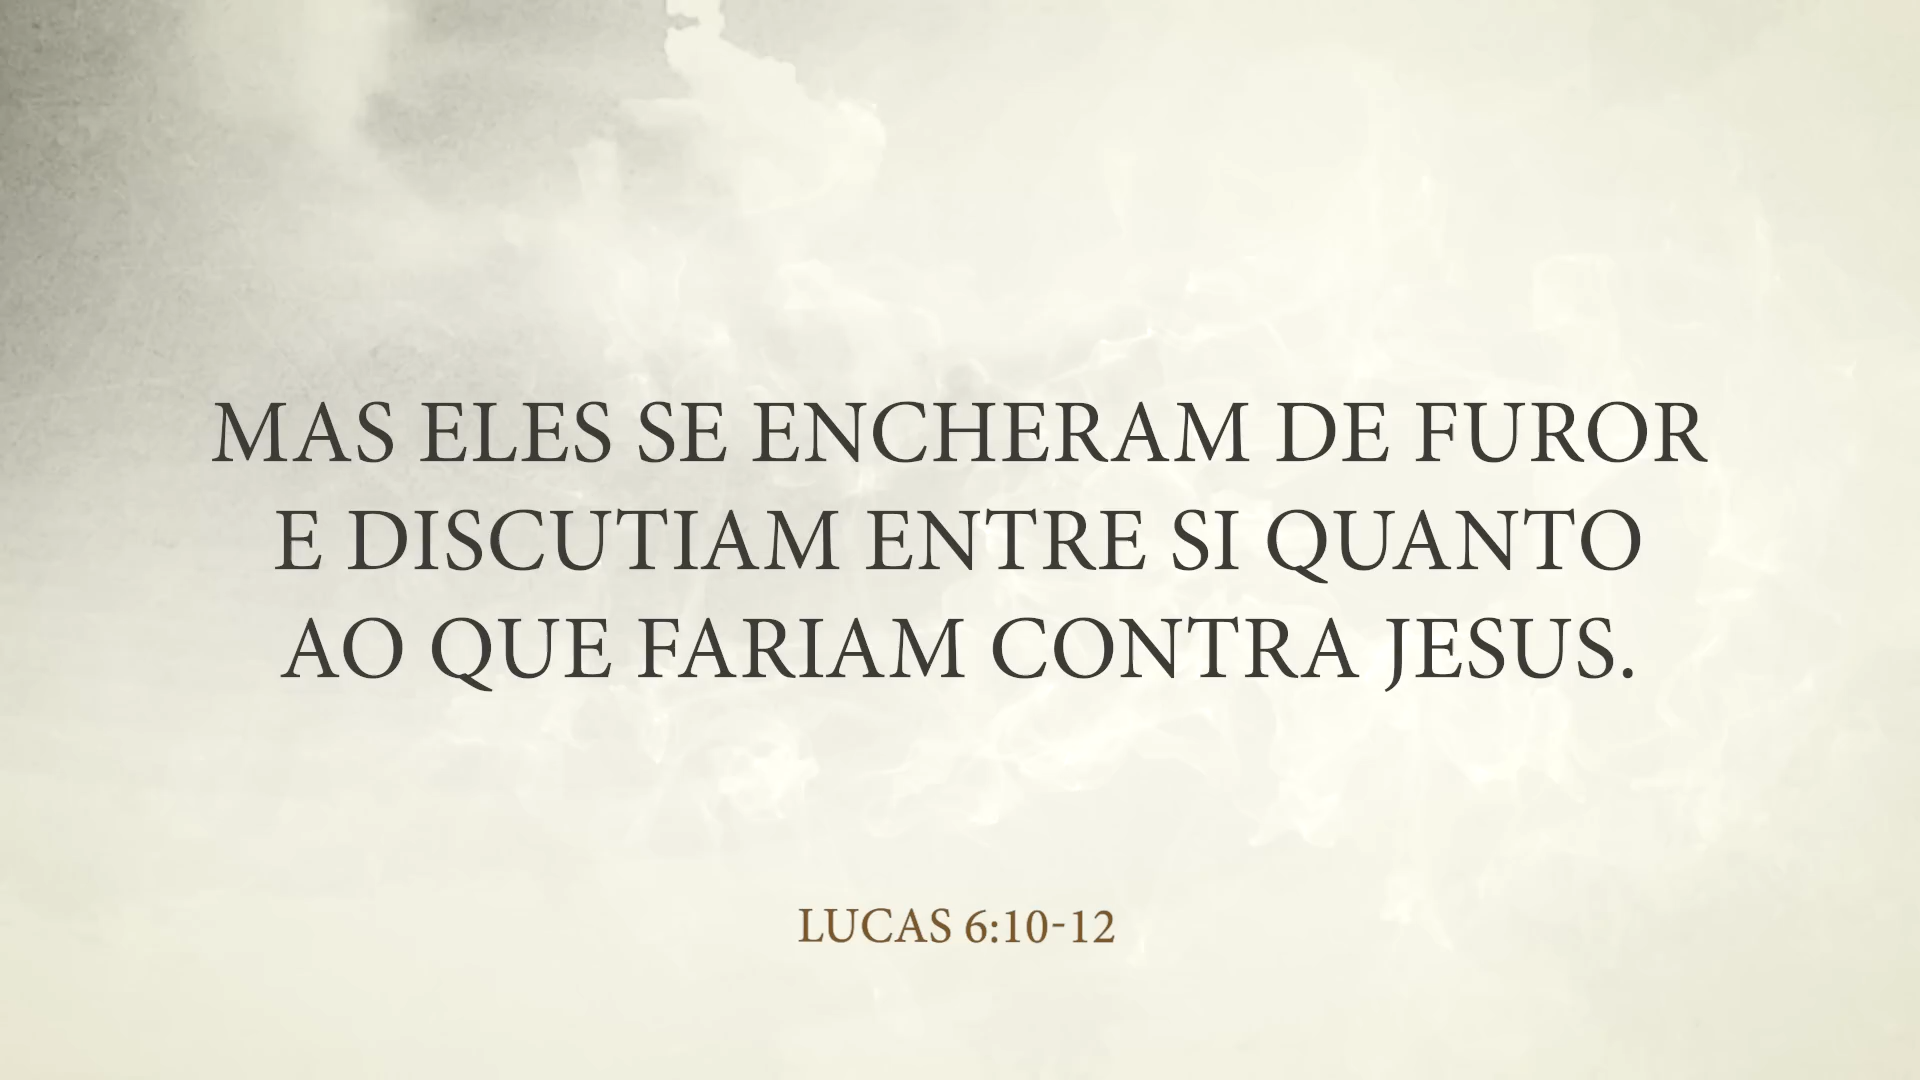 MAS ELES SE ENCHERAM DE FUROR
E DISCUTIAM ENTRE SI QUANTO
AO QUE FARIAM CONTRA JESUS.
LUCAS 6:10-12